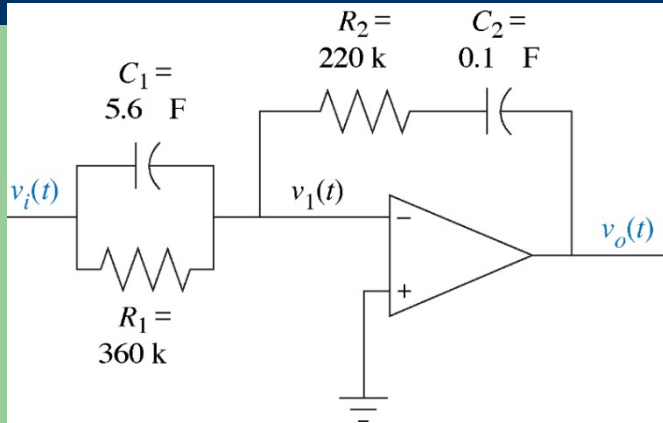 R2 =
220 k
C2 =
0.1 F
C1 =
5.6 F
vi(t)
v1(t)
−
+
vo(t)
R1 =
360 k